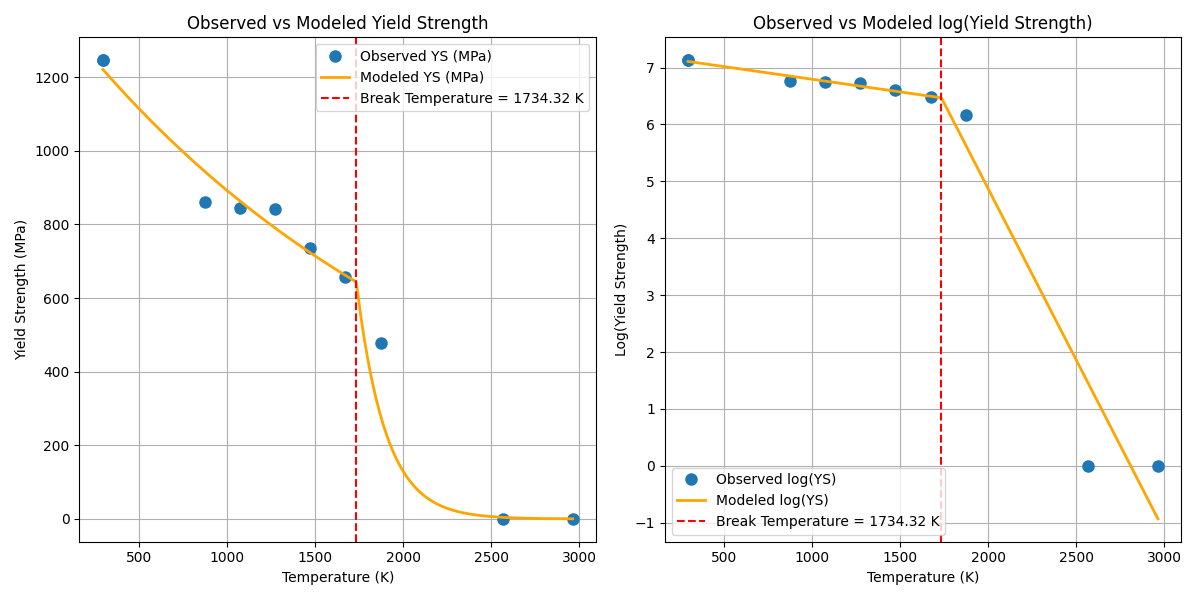 Observed vs Modeled Yield Strength
Observed YS (MPa)
Modeled YS (MPa)
Break Temperature = 1734.32 K
Yield Strength (MPa)
1200
1000
800
600
400
200
0
500 1000 1500 2000 2500 3000
Temperature (K)
Observed vs Modeled log(Yield Strength)
Log(Yield Strength)
7
6
5
4
3
2
1
0
−1
Observed log(YS)
Modeled log(YS)
Break Temperature = 1734.32 K
500 1000 1500 2000 2500 3000
Temperature (K)